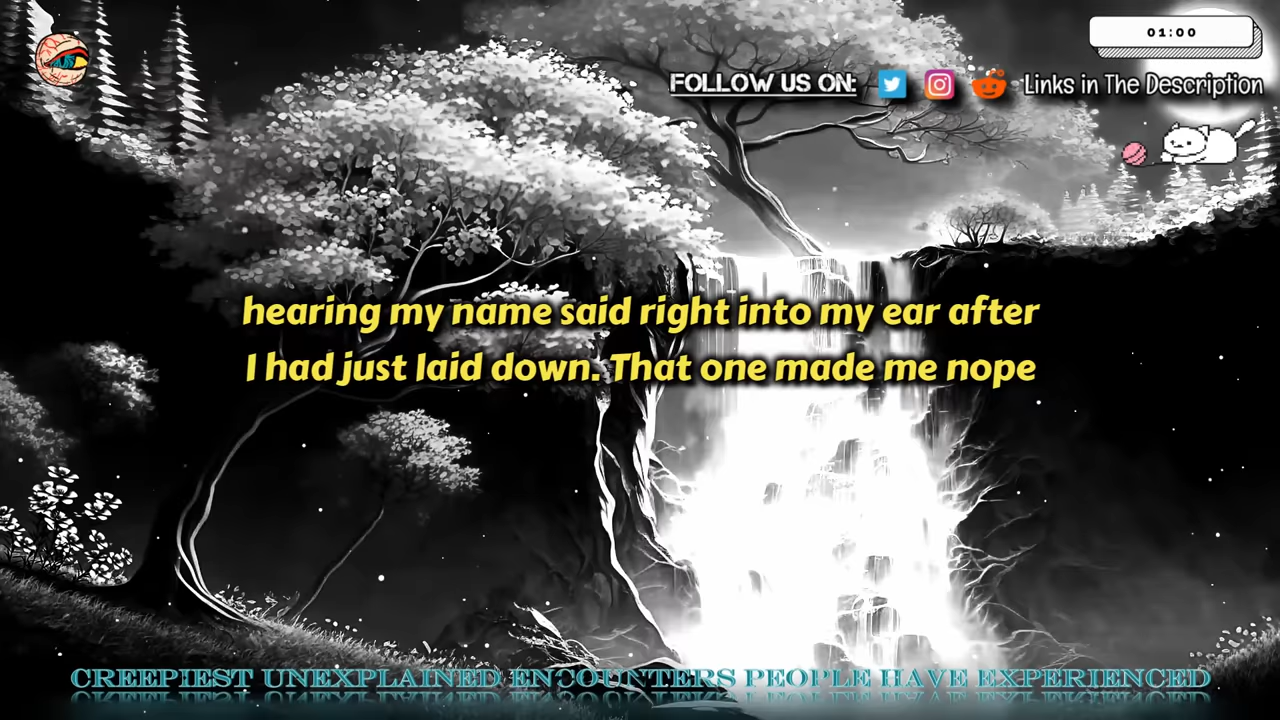 01:00
FOLLOW US ON: Links in The Description
hearing my name said right into my ear after
I had just laid down. That one made me nope
CREEPIEST UNEXPLAINED ENCOUNTERS PEOPLE HAVE EXPERIENCED